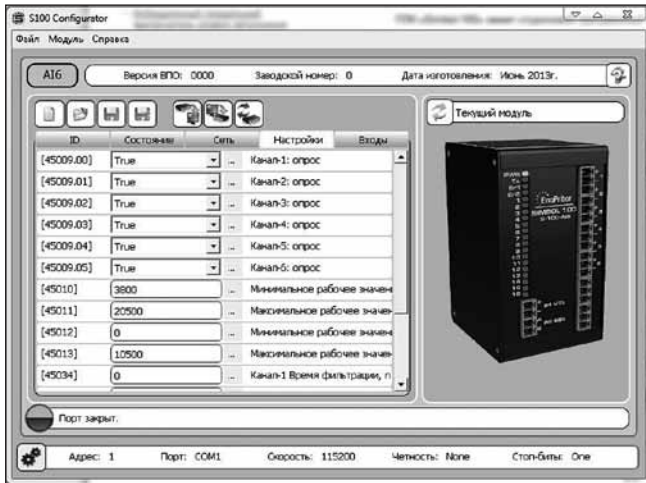 S100 Configurator
Файл Модуль Справка
AI6 Версия ВПО: 0000 Заводской номер: 0 Дата изготовления: Июнь 2013г.
Текущий модуль
ID Состояние Сеть Настройки Входы
[45009.00] True ... Канал-1: опрос
[45009.01] True ... Канал-2: опрос
[45009.02] True ... Канал-3: опрос
[45009.03] True ... Канал-4: опрос
[45009.04] True ... Канал-5: опрос
[45009.05] True ... Канал-6: опрос
[45010] 3800 ... Минимальное рабочее значен
[45011] 20500 ... Максимальное рабочее значен
[45012] 0 ... Минимальное рабочее значен
[45013] 10500 ... Максимальное рабочее значен
[45034] 0 ... Канал-1 Время фильтрации, п
EnsPribor
Порт закрыт.
Адрес: 1 Порт: COM1 Скорость: 115200 Четность: None Стоп-биты: One